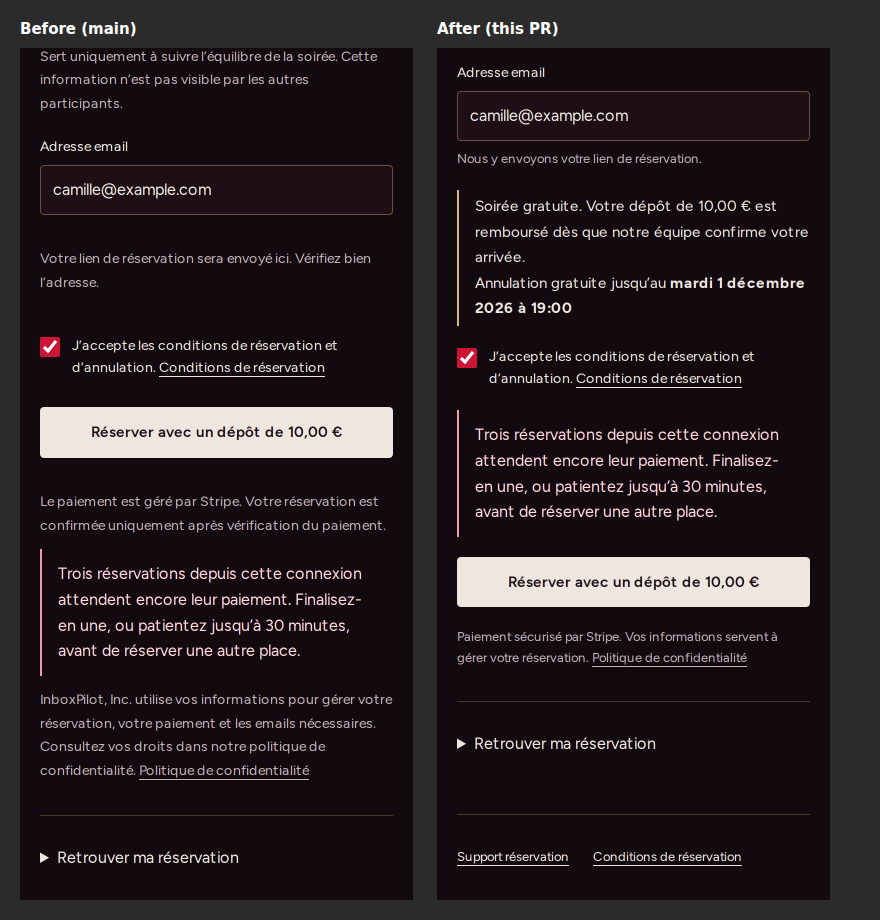 Before (main)
Sert uniquement à suivre l’équilibre de la soirée. Cette
information n’est pas visible par les autres
participants.
Adresse email
camille@example.com
Votre lien de réservation sera envoyé ici. Vérifiez bien
l’adresse.
J’accepte les conditions de réservation et
d’annulation. Conditions de réservation
Réserver avec un dépôt de 10,00 €
Le paiement est géré par Stripe. Votre réservation est
confirmée uniquement après vérification du paiement.
Trois réservations depuis cette connexion
attendent encore leur paiement. Finalisez-
en une, ou patientez jusqu’à 30 minutes,
avant de réserver une autre place.
InboxPilot, Inc. utilise vos informations pour gérer votre
réservation, votre paiement et les emails nécessaires.
Consultez vos droits dans notre politique de
confidentialité. Politique de confidentialité
Retrouver ma réservation
After (this PR)
Adresse email
camille@example.com
Nous y envoyons votre lien de réservation.
Soirée gratuite. Votre dépôt de 10,00 € est
remboursé dès que notre équipe confirme votre
arrivée.
Annulation gratuite jusqu’au mardi 1 décembre
2026 à 19:00
J’accepte les conditions de réservation et
d’annulation. Conditions de réservation
Trois réservations depuis cette connexion
attendent encore leur paiement. Finalisez-
en une, ou patientez jusqu’à 30 minutes,
avant de réserver une autre place.
Réserver avec un dépôt de 10,00 €
Paiement sécurisé par Stripe. Vos informations servent à
gérer votre réservation. Politique de confidentialité
Retrouver ma réservation
Support réservation Conditions de réservation